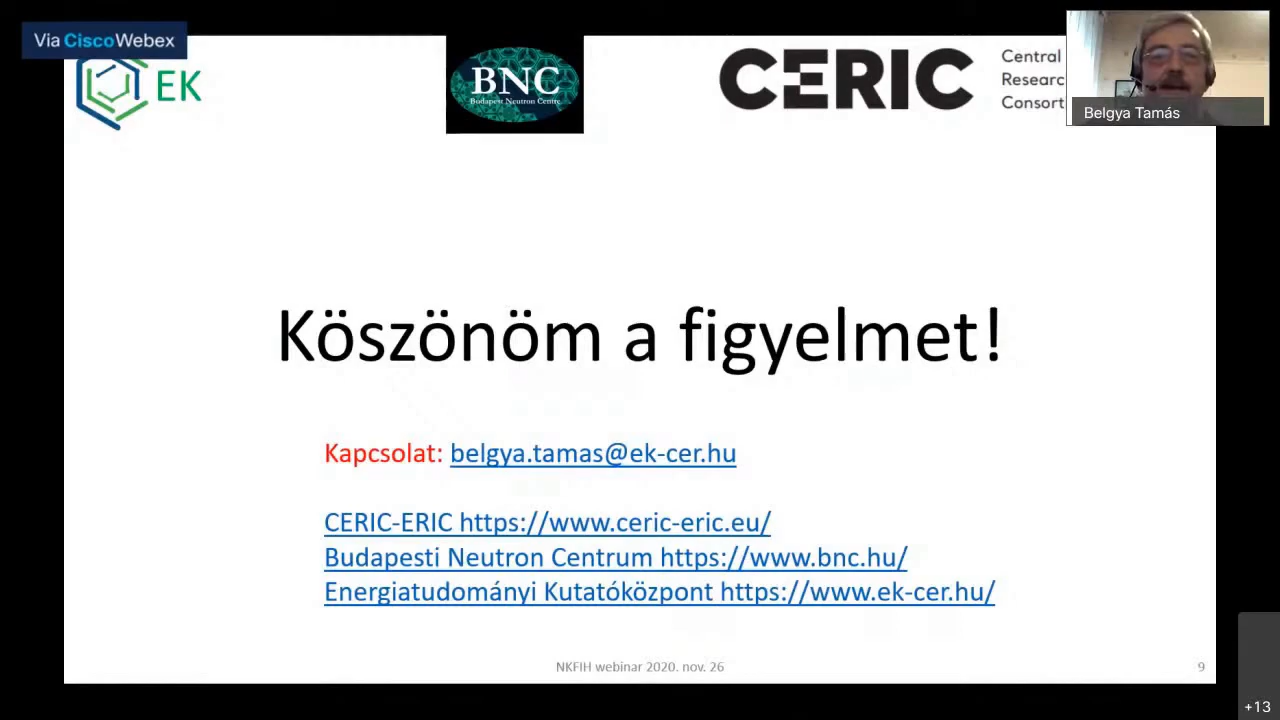 Via Cisco Webex
EK
BNC
Budapest Neutron Centre
CERIC
Central
Researc
Consort
Belgya Tamás
Köszönöm a figyelmet!
Kapcsolat: belgya.tamas@ek-cer.hu
CERIC-ERIC https://www.ceric-eric.eu/
Budapesti Neutron Centrum https://www.bnc.hu/
Energiatudományi Kutatóközpont https://www.ek-cer.hu/
NKFIH webinar 2020. nov. 26
9
+13